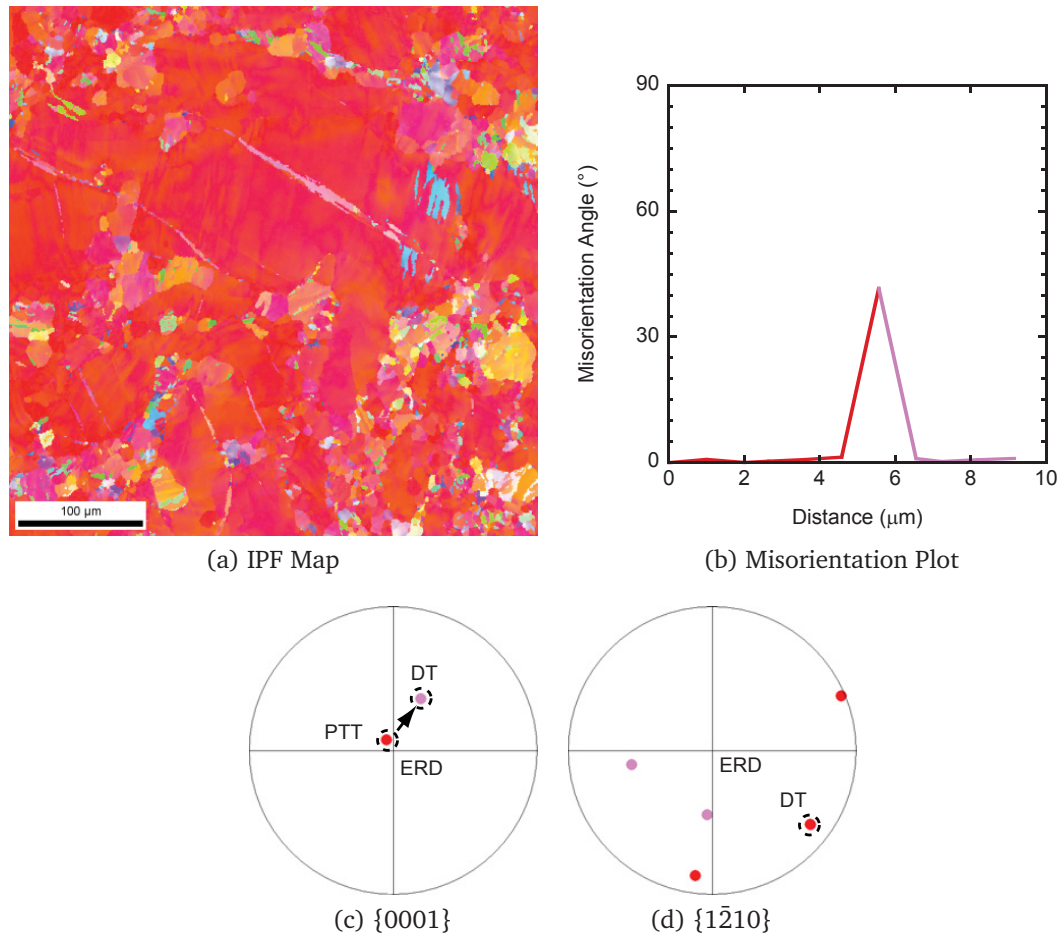 100 µm
(a) IPF Map
90
60
30
0
Misorientation Angle (°)
0 2 4 6 8 10
Distance (µm)
(b) Misorientation Plot
DT
PTT
ERD
(c) {0001}
ERD
DT
(d) {1̄210}